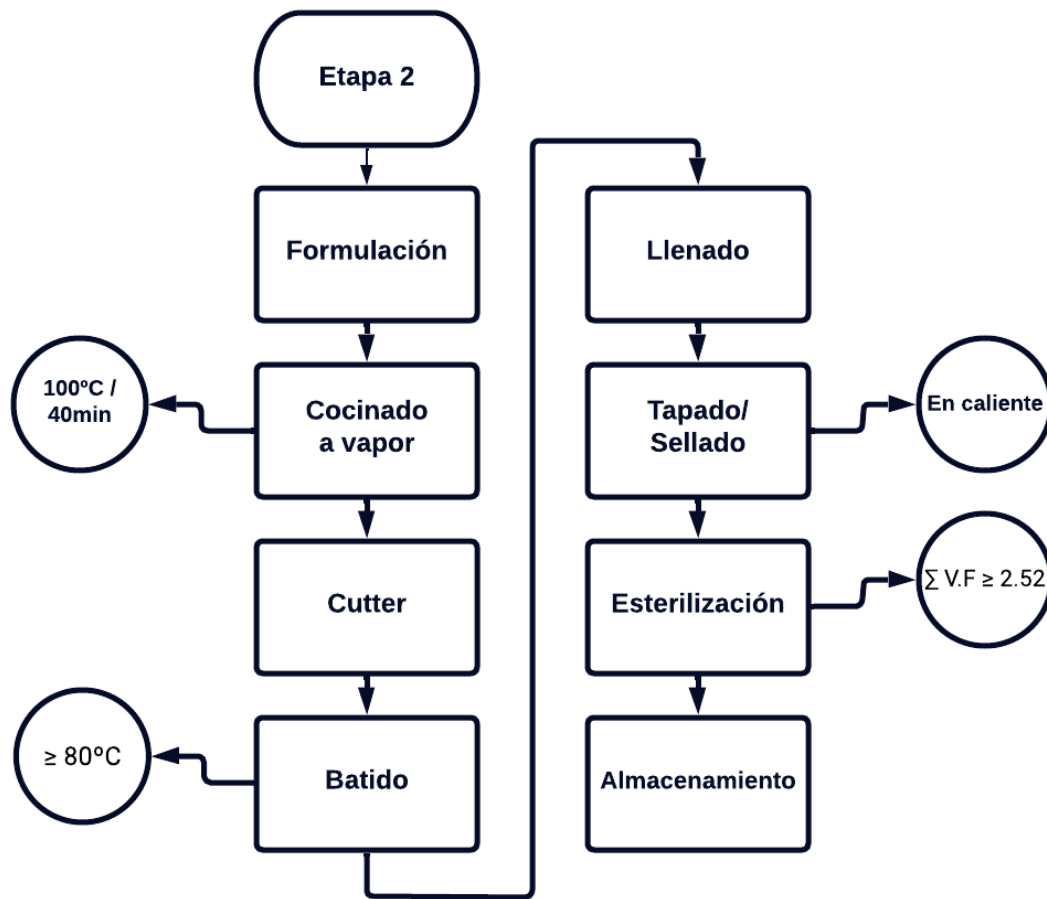 Etapa 2
Formulación
100ºC /
40min
Cocinado
a vapor
Cutter
≥ 80ºC
Batido
Llenado
Tapado/
Sellado
En caliente
Esterilización
∑ V.F ≥ 2.52
Almacenamiento